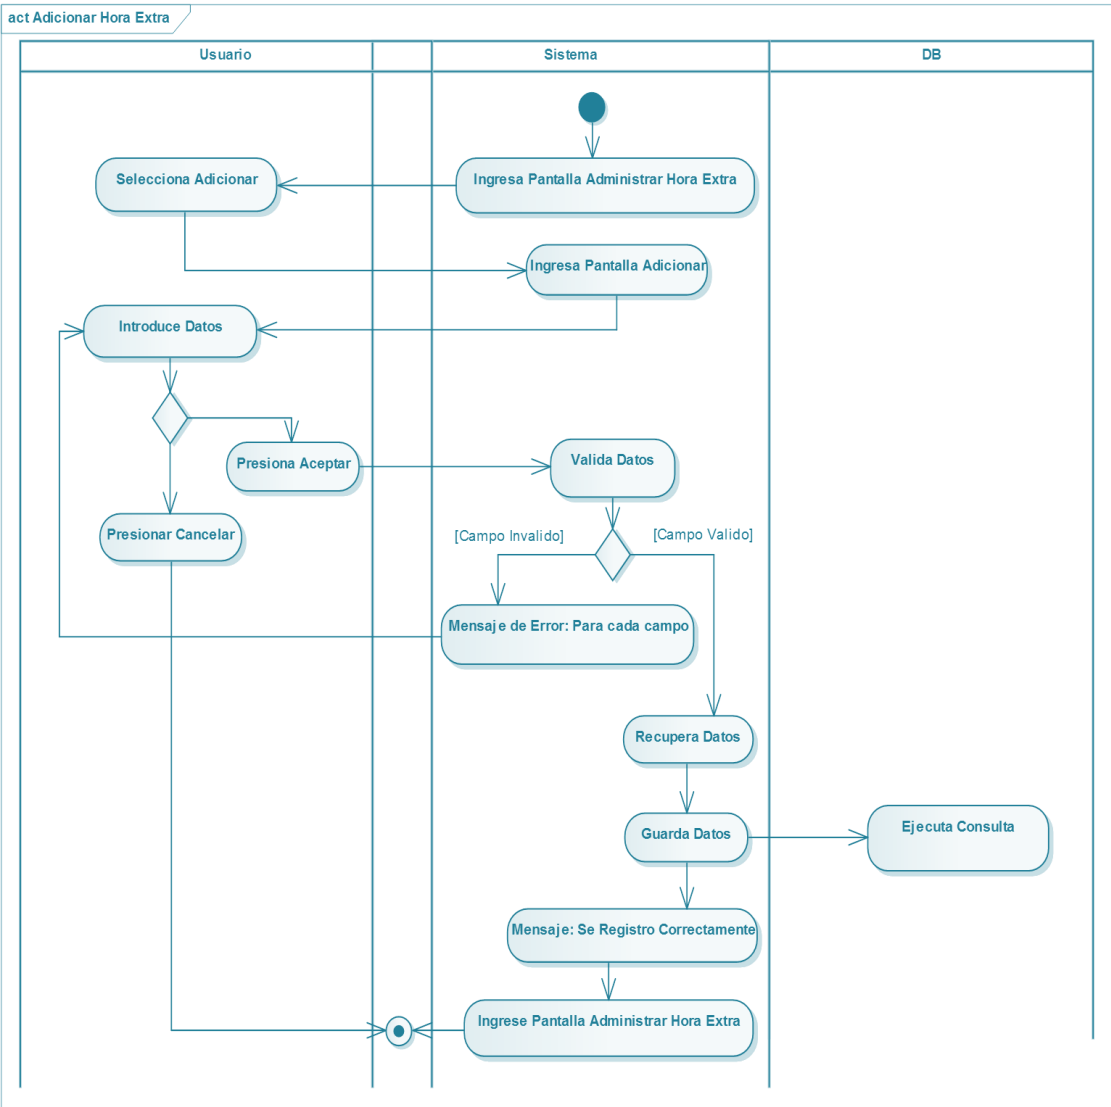 act Adicionar Hora Extra
Usuario
Sistema
DB
Selecciona Adicionar
Ingresa Pantalla Administrar Hora Extra
Ingresa Pantalla Adicionar
Introduce Datos
Presiona Aceptar
Valida Datos
Presionar Cancelar
[Campo Invalido]
[Campo Valido]
Mensaje de Error: Para cada campo
Recupera Datos
Guarda Datos
Ejecuta Consulta
Mensaje: Se Registro Correctamente
Ingrese Pantalla Administrar Hora Extra